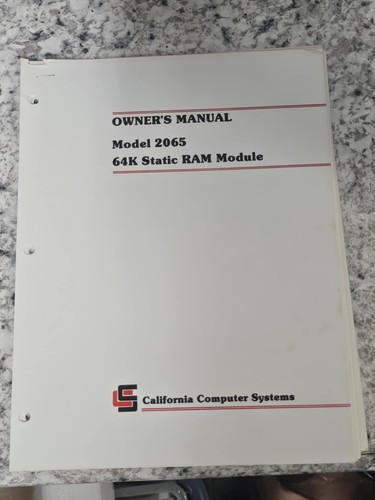 OWNER'S MANUAL
Model 2065
64K Static RAM Module
California Computer Systems